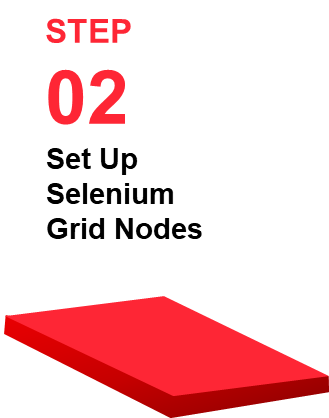 STEP
02
Set Up
Selenium
Grid Nodes